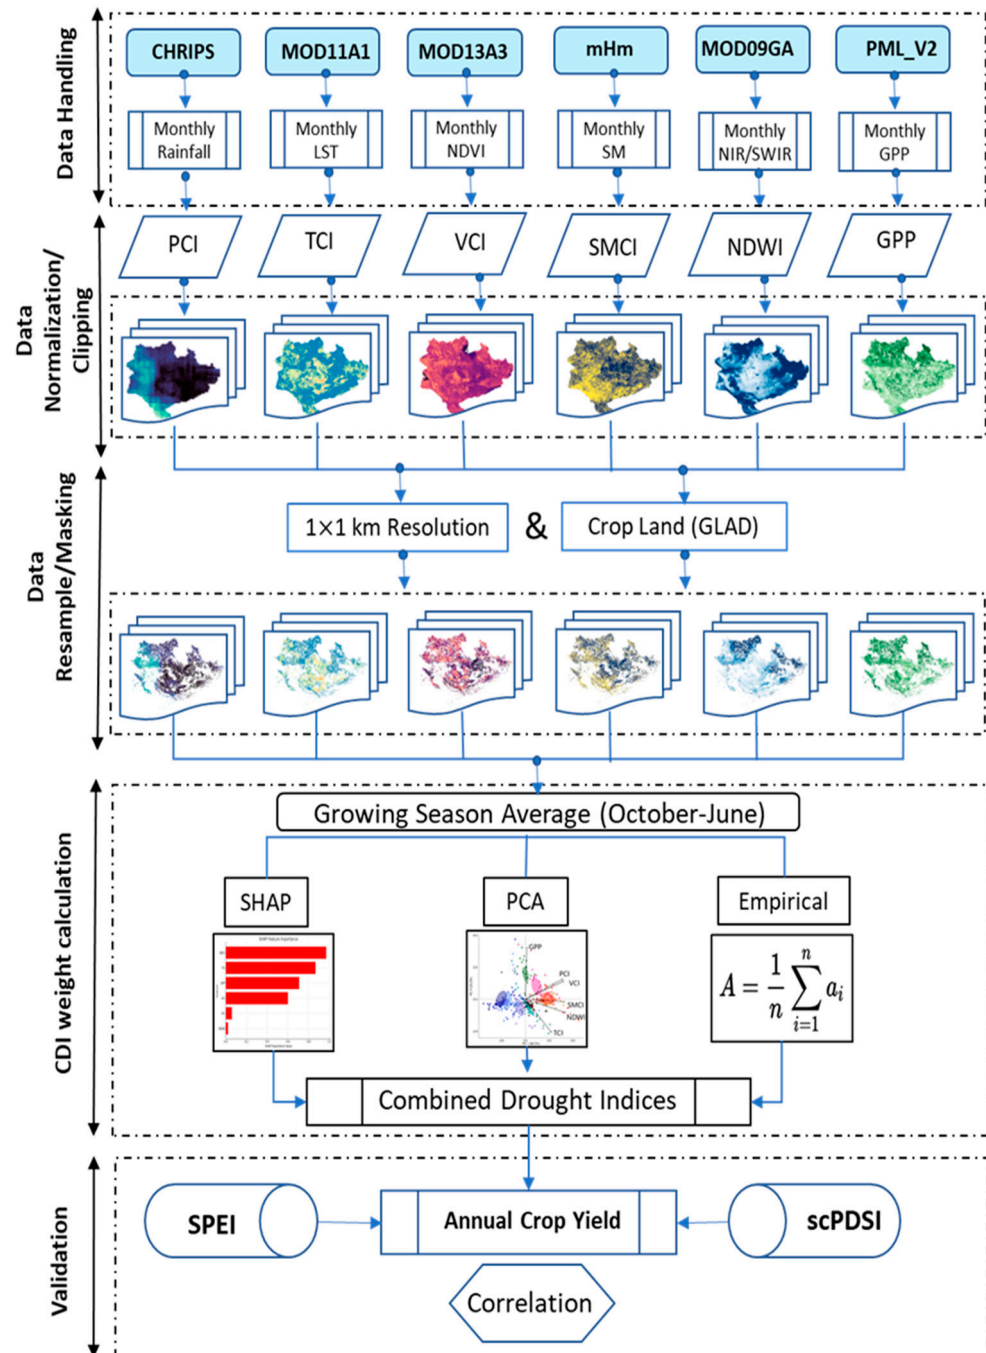 Data Handling
CHRIPS
MOD11A1
MOD13A3
mHm
MOD09GA
PML_V2
Monthly
Rainfall
Monthly
LST
Monthly
NDVI
Monthly
SM
Monthly
NIR/SWIR
Monthly
GPP
Data
Normalization/
Clipping
PCI
TCI
VCI
SMCI
NDWI
GPP
Data
Resample/Masking
1×1 km Resolution
&
Crop Land (GLAD)
CDI weight calculation
Growing Season Average (October-June)
SHAP
PCA
Empirical
GPP
PCI
VCI
SMCI
NDWI
TCI
A = 1/n ∑ i=1 n a_i
Combined Drought Indices
Validation
SPEI
Annual Crop Yield
scPDSI
Correlation